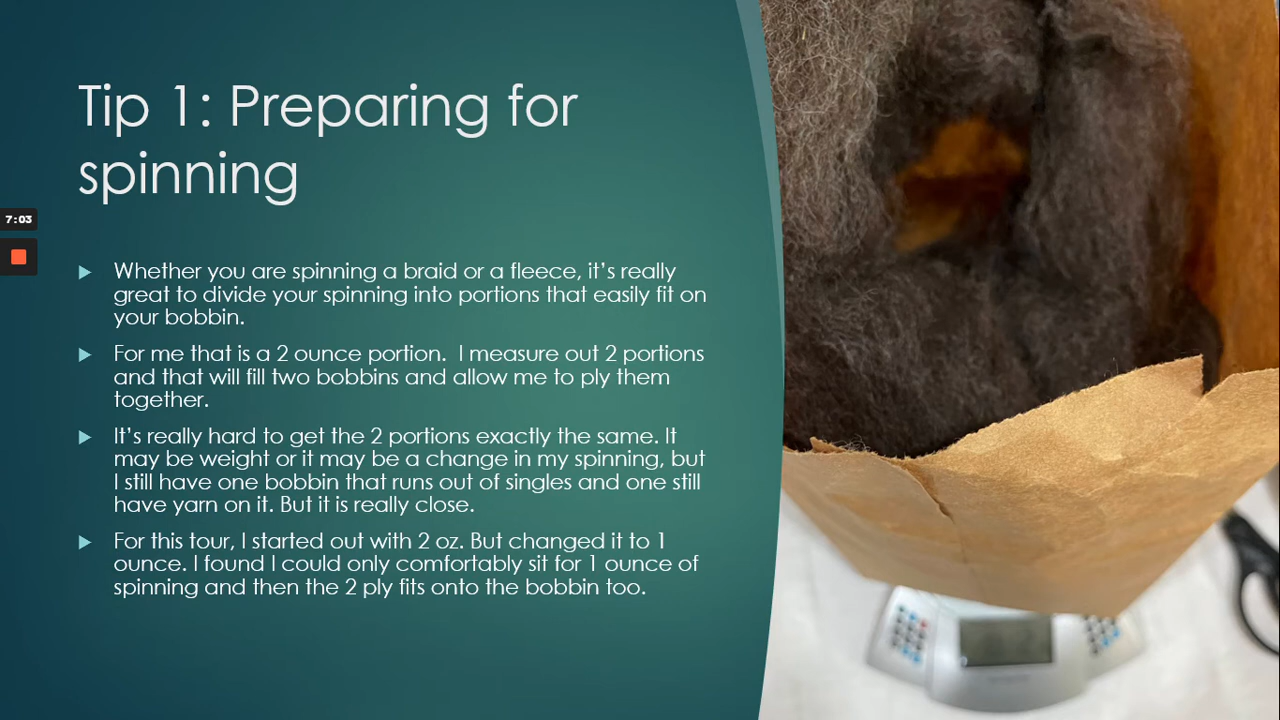 Tip 1: Preparing for
spinning
7:03
Whether you are spinning a braid or a fleece, it’s really
great to divide your spinning into portions that easily fit on
your bobbin.
For me that is a 2 ounce portion.  I measure out 2 portions
and that will fill two bobbins and allow me to ply them
together.
It’s really hard to get the 2 portions exactly the same. It
may be weight or it may be a change in my spinning, but
I still have one bobbin that runs out of singles and one still
have yarn on it. But it is really close.
For this tour, I started out with 2 oz. But changed it to 1
ounce. I found I could only comfortably sit for 1 ounce of
spinning and then the 2 ply fits onto the bobbin too.